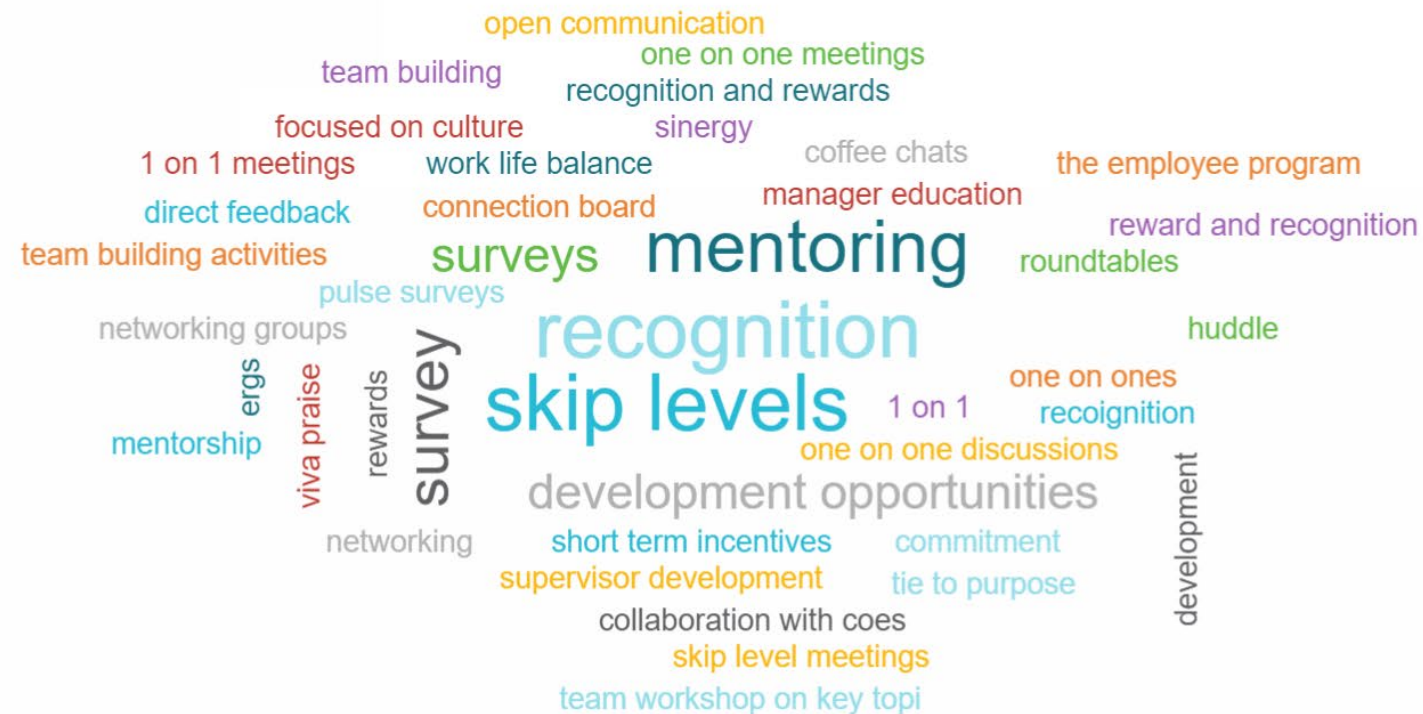 open communication
one on one meetings
team building
recognition and rewards
focused on culture
sinergy
coffee chats
1 on 1 meetings
work life balance
the employee program
manager education
direct feedback
connection board
reward and recognition
mentoring
team building activities
surveys
roundtables
pulse surveys
networking groups
recognition
huddle
ergs
viva praise
rewards
survey
skip levels
one on ones
1 on 1
recoignition
mentorship
one on one discussions
development opportunities
development
networking
short term incentives
commitment
supervisor development
tie to purpose
collaboration with coes
skip level meetings
team workshop on key topi